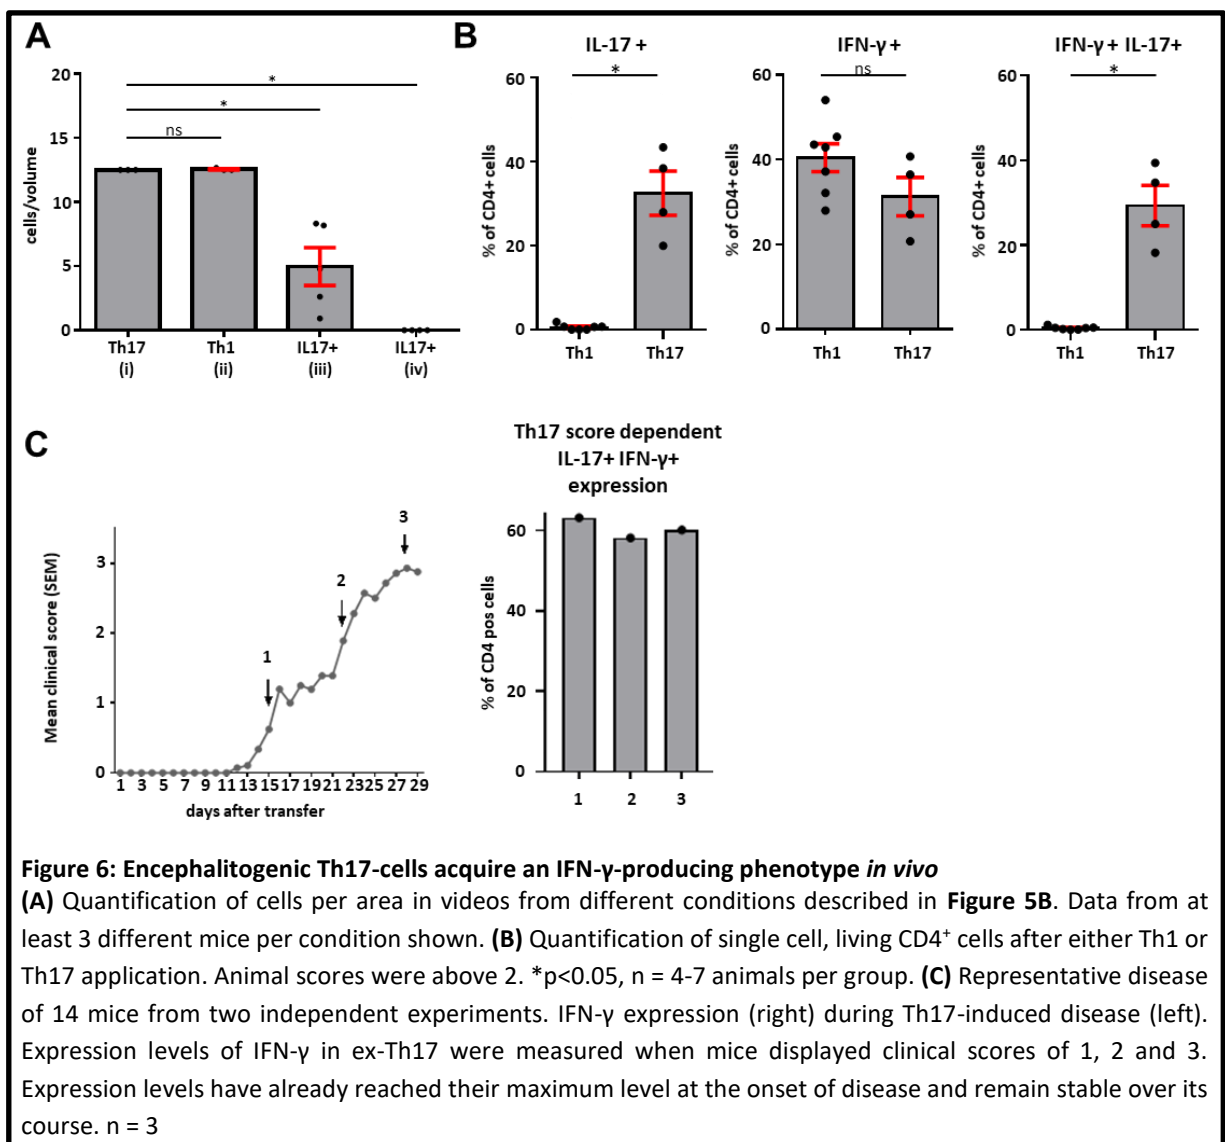 A
20
15
10
5
0
cells/volume
*
*
ns
Th17
(i)
Th1
(ii)
IL17+
(iii)
IL17+
(iv)
B
IL-17 +
60
40
20
0
% of CD4+ cells
*
Th1
Th17
IFN-γ +
60
40
20
0
% of CD4+ cells
ns
Th1
Th17
IFN-γ + IL-17+
60
40
20
0
% of CD4+ cells
*
Th1
Th17
C
Mean clinical score (SEM)
3
2
1
0
1
2
3
1 3 5 7 9 11 13 15 17 19 21 23 25 27 29
days after transfer
Th17 score dependent
IL-17+ IFN-γ+
expression
% of CD4 pos cells
60
40
20
0
1 2 3
Figure 6: Encephalitogenic Th17-cells acquire an IFN-γ-producing phenotype in vivo
(A) Quantification of cells per area in videos from different conditions described in Figure 5B. Data from at
least 3 different mice per condition shown. (B) Quantification of single cell, living CD4⁺ cells after either Th1 or
Th17 application. Animal scores were above 2. *p<0.05, n = 4-7 animals per group. (C) Representative disease
of 14 mice from two independent experiments. IFN-γ expression (right) during Th17-induced disease (left).
Expression levels of IFN-γ in ex-Th17 were measured when mice displayed clinical scores of 1, 2 and 3.
Expression levels have already reached their maximum level at the onset of disease and remain stable over its
course. n = 3